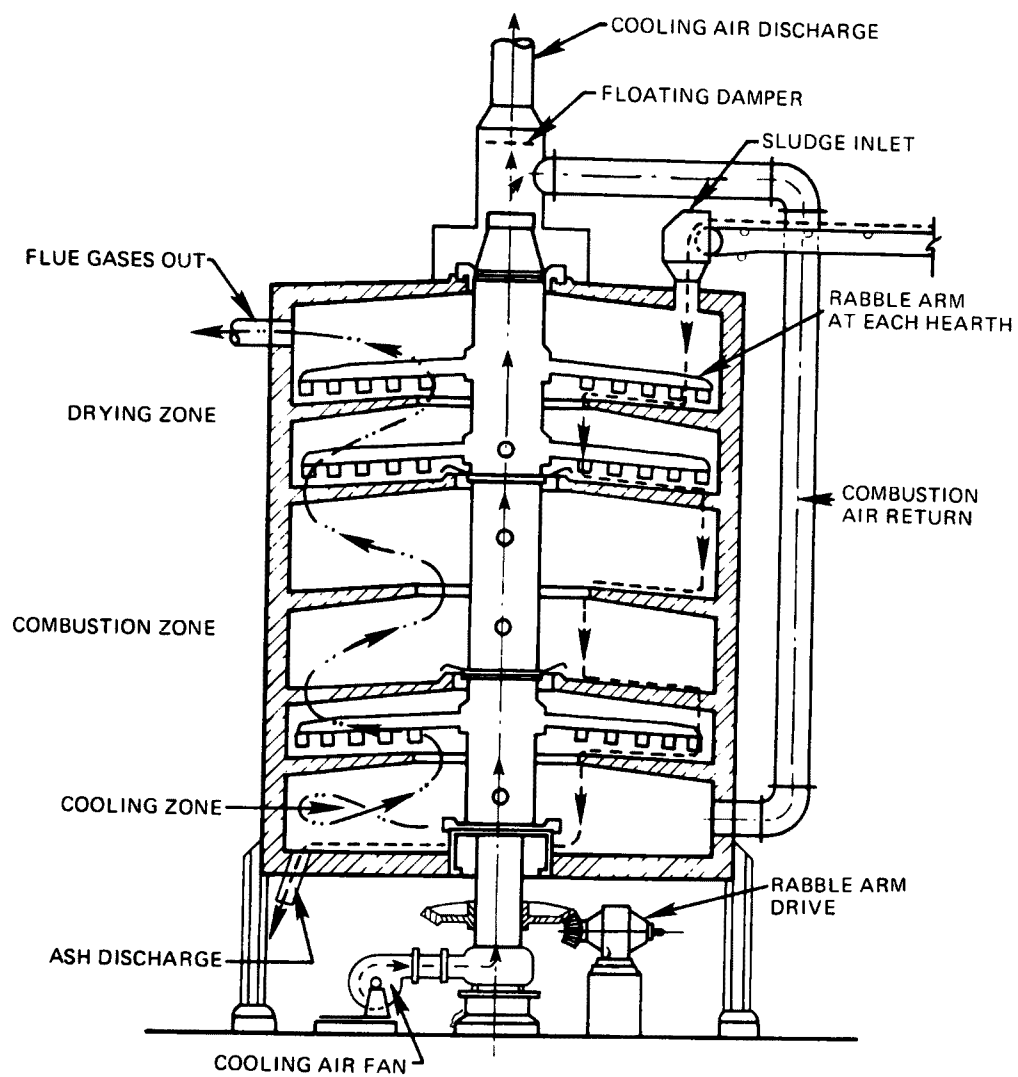 COOLING AIR DISCHARGE
FLOATING DAMPER
SLUDGE INLET
FLUE GASES OUT
RABBLE ARM
AT EACH HEARTH
DRYING ZONE
COMBUSTION
AIR RETURN
COMBUSTION ZONE
COOLING ZONE
RABBLE ARM
DRIVE
ASH DISCHARGE
COOLING AIR FAN